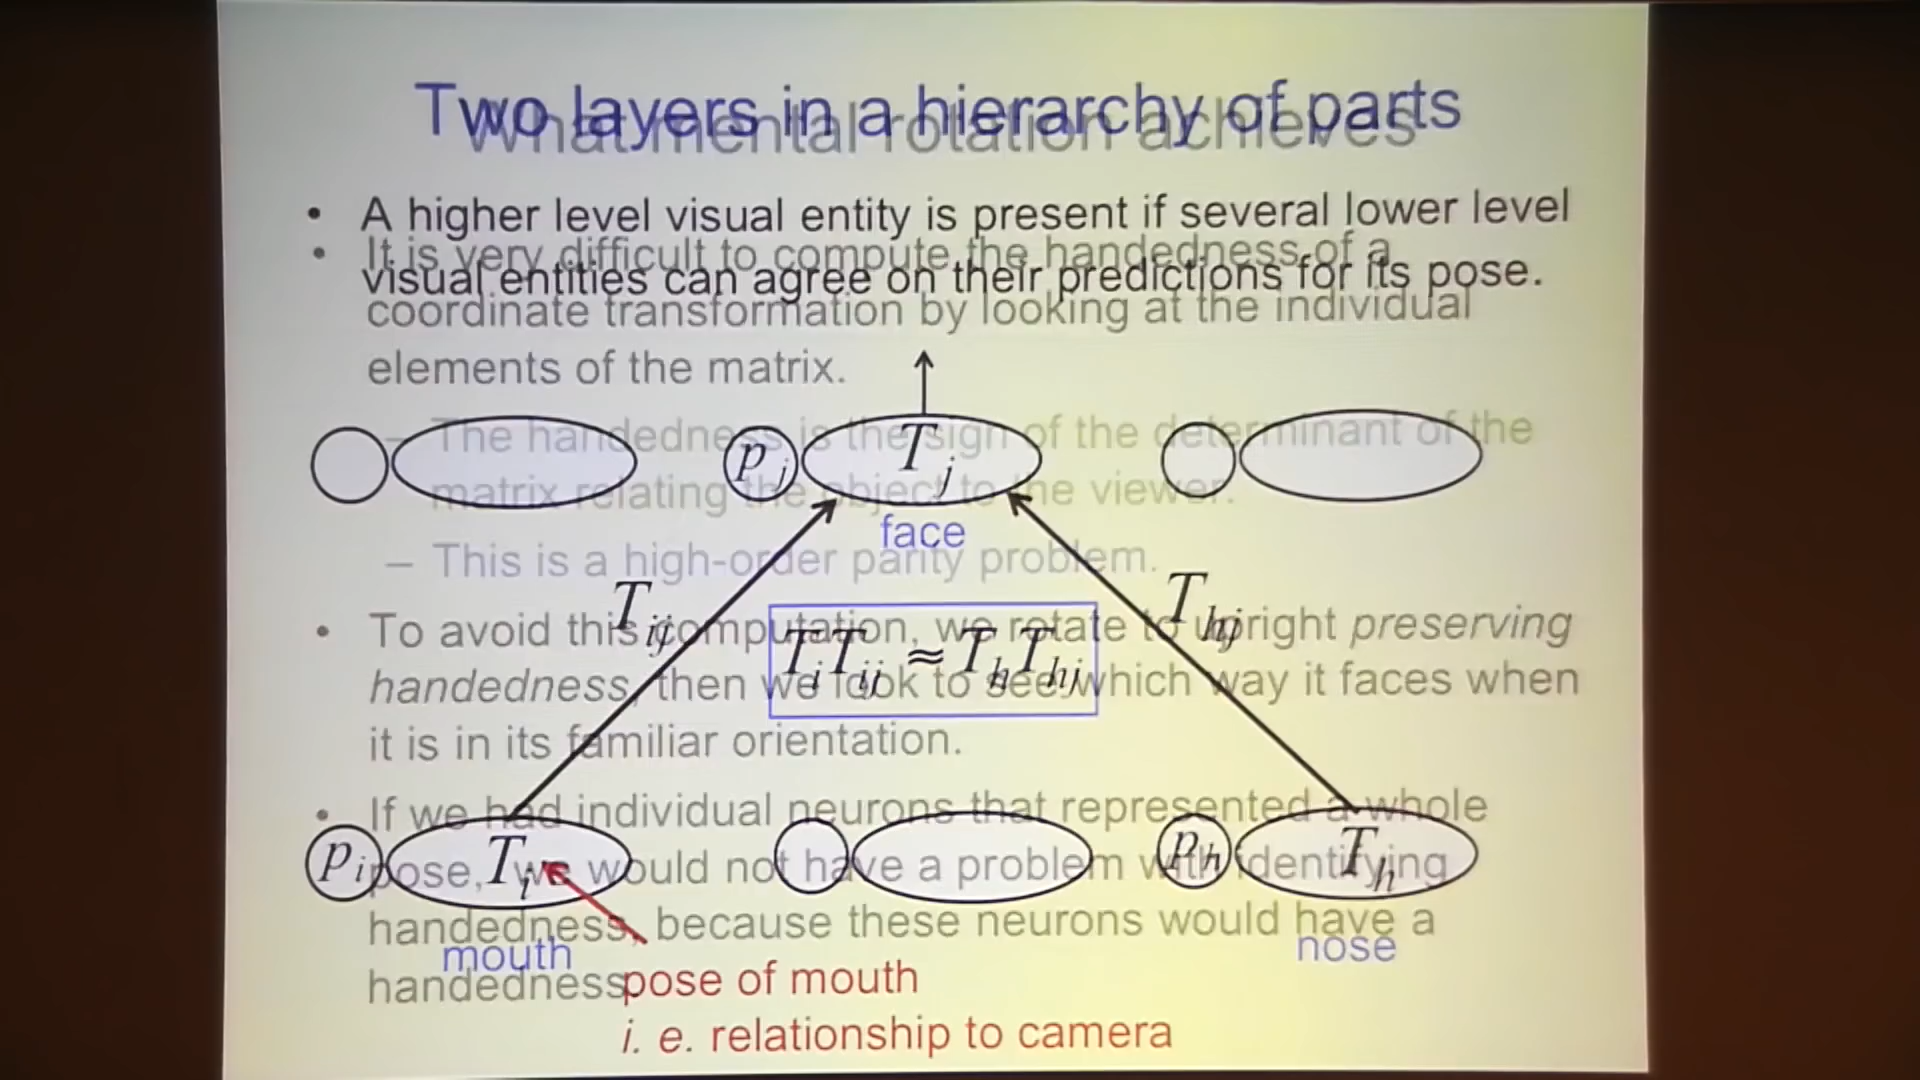 Two layers in a hierarchy of parts
What mental rotation achieves
• A higher level visual entity is present if several lower level
visual entities can agree on their predictions for its pose.
• It is very difficult to compute the handedness of a
coordinate transformation by looking at the individual
elements of the matrix.
– The handedness is the sign of the determinant of the
matrix relating the object to the viewer.
– This is a high-order parity problem.
• To avoid this computation, we rotate to upright preserving
handedness, then we look to see which way it faces when
it is in its familiar orientation.
• If we had individual neurons that represented a whole
pose, we would not have a problem with identifying
handedness, because these neurons would have a
handedness.
p_j T_j
face
T_ij T_hj
T_i T_ij ≈ T_h T_hj
p_i T_i p_h T_h
mouth nose
pose of mouth
i. e. relationship to camera